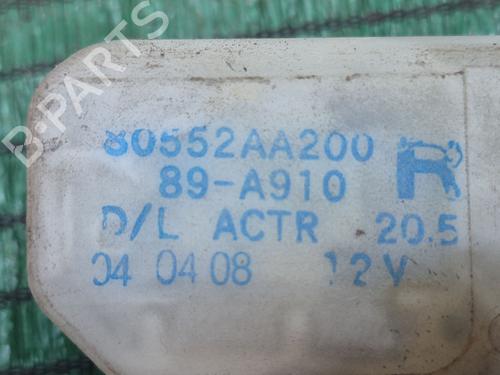 B-PARTS
80552AA200
89-A910 R
D/L ACTR 20.5
04 04 08 12V